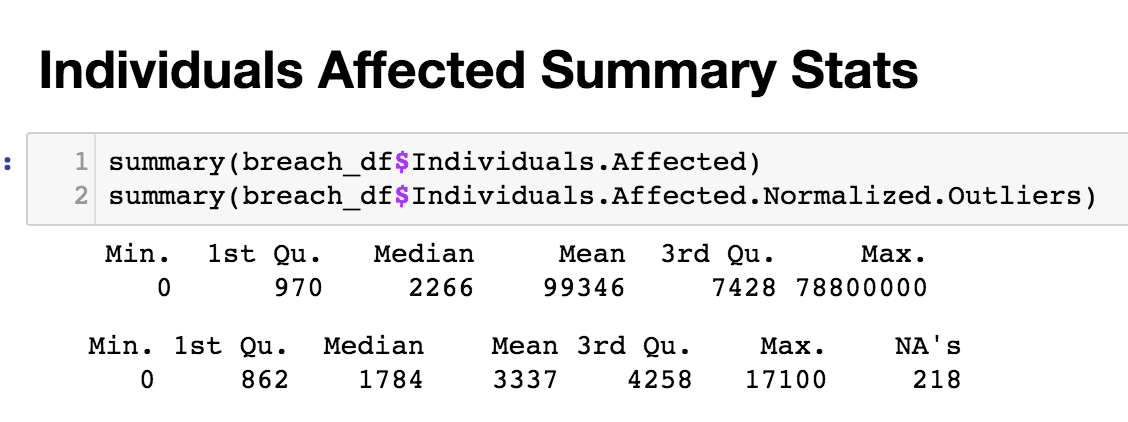 Individuals Affected Summary Stats
:
1 summary(breach_df$Individuals.Affected)
2 summary(breach_df$Individuals.Affected.Normalized.Outliers)
Min. 1st Qu. Median Mean 3rd Qu. Max.
0 970 2266 99346 7428 78800000
Min. 1st Qu. Median Mean 3rd Qu. Max. NA's
0 862 1784 3337 4258 17100 218